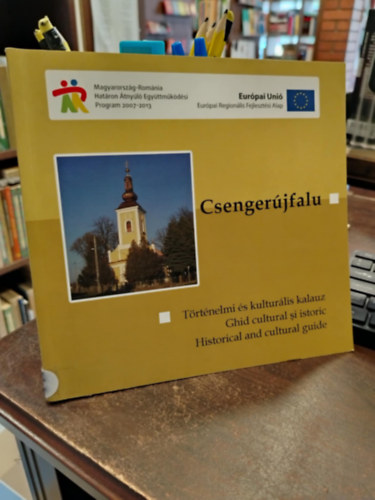 Magyarország-Románia
Határon Átnyúló Együttműködési
Program 2007-2013
Európai Unió
Európai Regionális Fejlesztési Alap
Csengerújfalu
Történelmi és kulturális kalauz
Ghid cultural și istoric
Historical and cultural guide